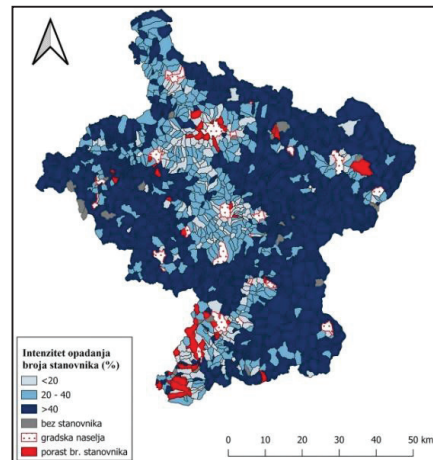 Intenzitet opadanja
broja stanovnika (%)
<20
20 - 40
>40
bez stanovnika
gradska naselja
porast br. stanovnika
0 10 20 30 40 50 km